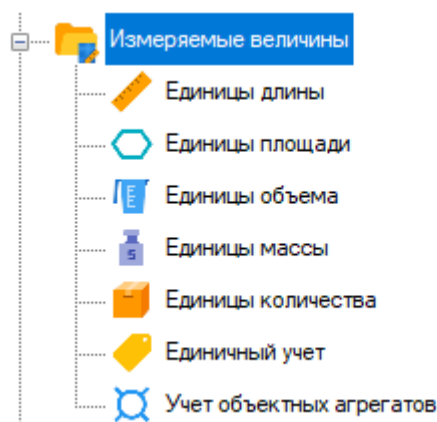 Измеряемые величины
Единицы длины
Единицы площади
Единицы объема
Единицы массы
Единицы количества
Единичный учет
Учет объектных агрегатов